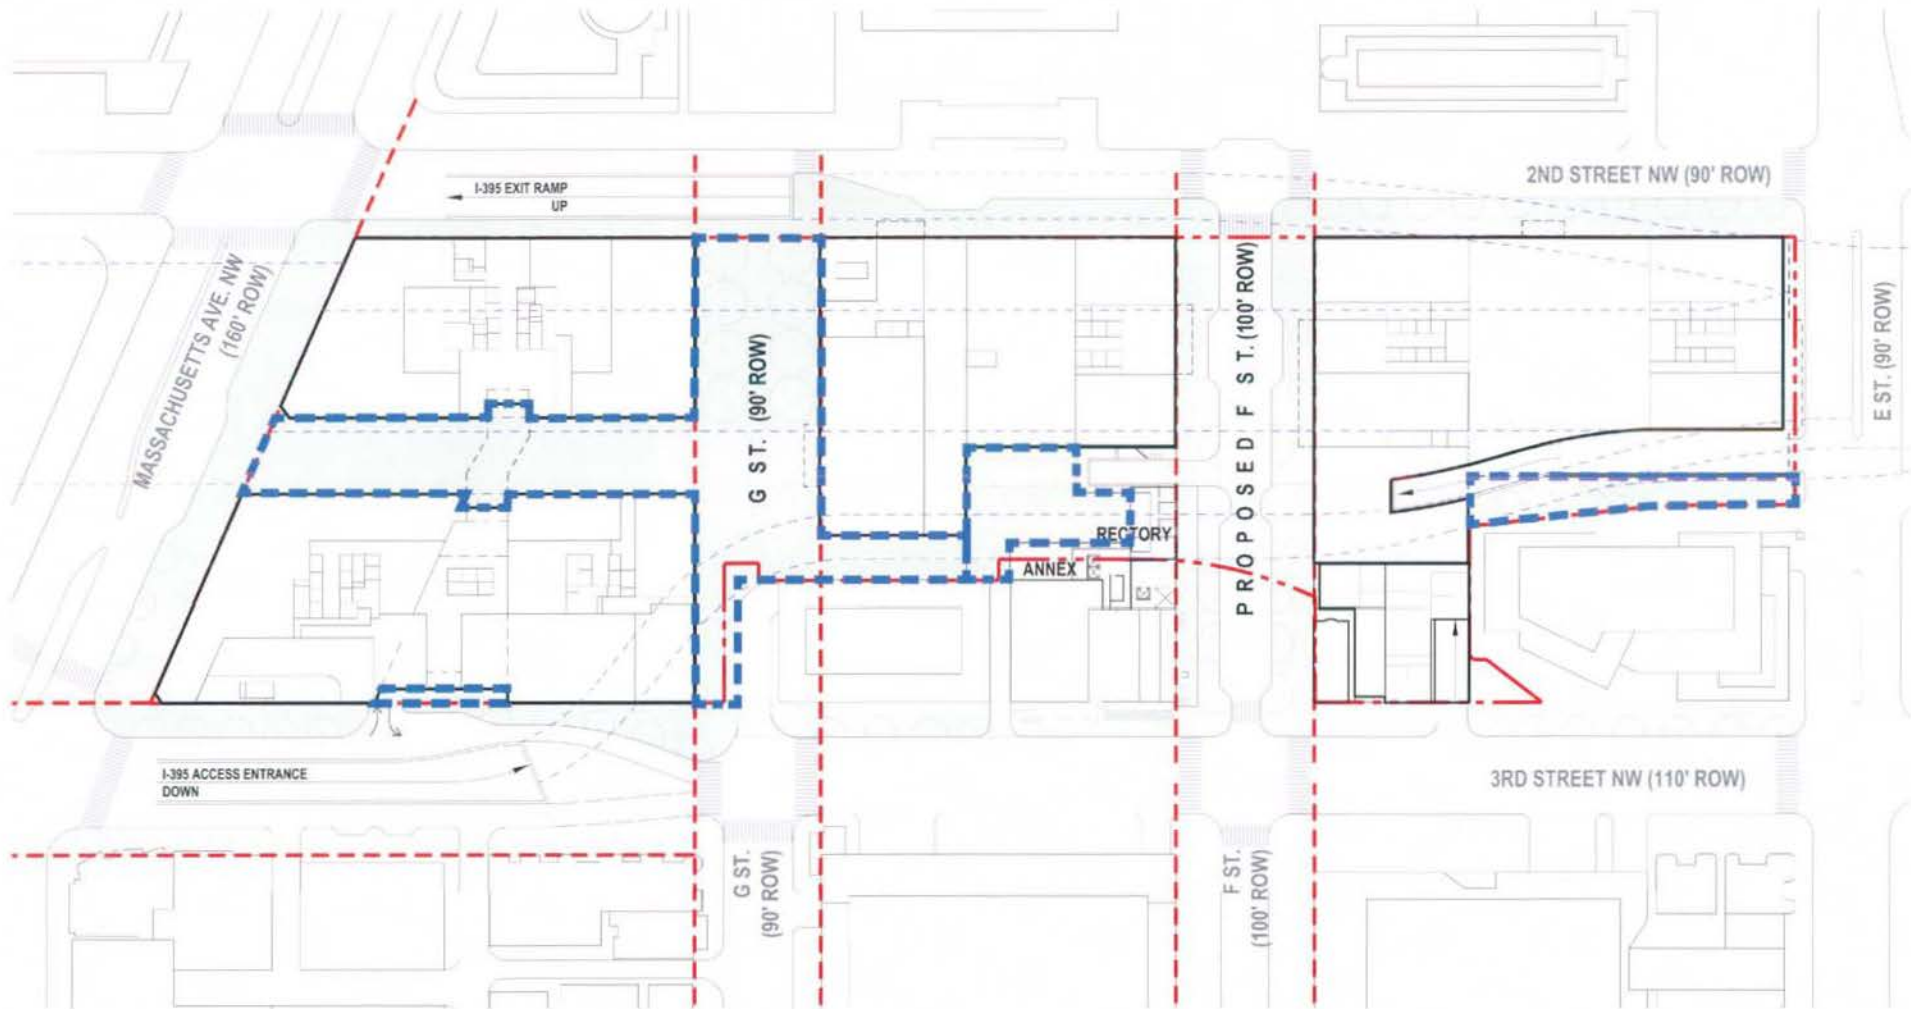 2ND STREET NW (90' ROW)
I-395 EXIT RAMP
UP
MASSACHUSETTS AVE. NW
(160' ROW)
G ST. (90' ROW)
PROPOSED F ST. (100' ROW)
E ST. (90' ROW)
RECTORY
ANNEX
I-395 ACCESS ENTRANCE
DOWN
3RD STREET NW (110' ROW)
G ST.
(90' ROW)
F ST.
(100' ROW)